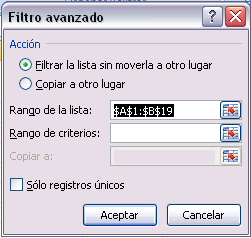 Filtro avanzado
Acción
Filtrar la lista sin moverla a otro lugar
Copiar a otro lugar
Rango de la lista: $A$1:$B$19
Rango de criterios:
Copiar a:
Sólo registros únicos
Aceptar Cancelar